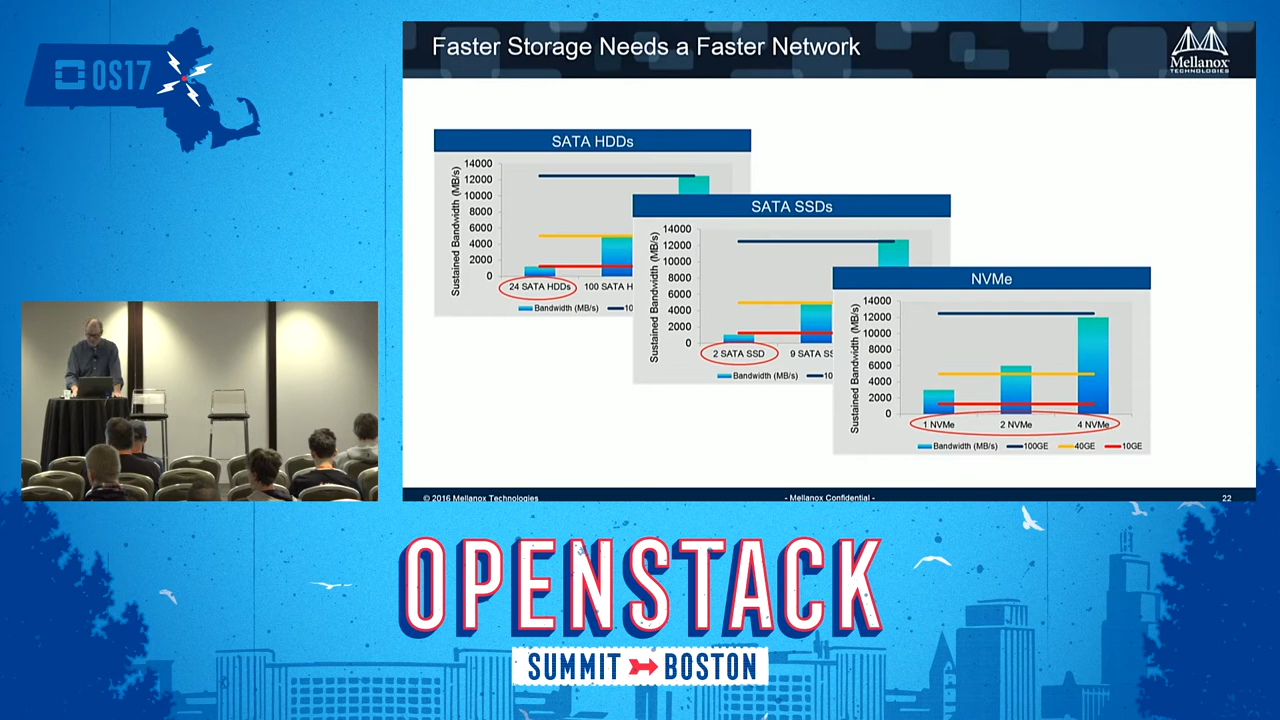 OS17
Faster Storage Needs a Faster Network
Mellanox
TECHNOLOGIES
SATA HDDs
Sustained Bandwidth (MB/s)
14000
12000
10000
8000
6000
4000
2000
0
24 SATA HDDs
100 SATA H
Bandwidth (MB/s)
10
SATA SSDs
Sustained Bandwidth (MB/s)
14000
12000
10000
8000
6000
4000
2000
0
2 SATA SSD
9 SATA SS
Bandwidth (MB/s)
10
NVMe
Sustained Bandwidth (MB/s)
14000
12000
10000
8000
6000
4000
2000
0
1 NVMe
2 NVMe
4 NVMe
Bandwidth (MB/s)
100GE
40GE
10GE
© 2016 Mellanox Technologies
- Mellanox Confidential -
22
OPENSTACK
SUMMIT BOSTON